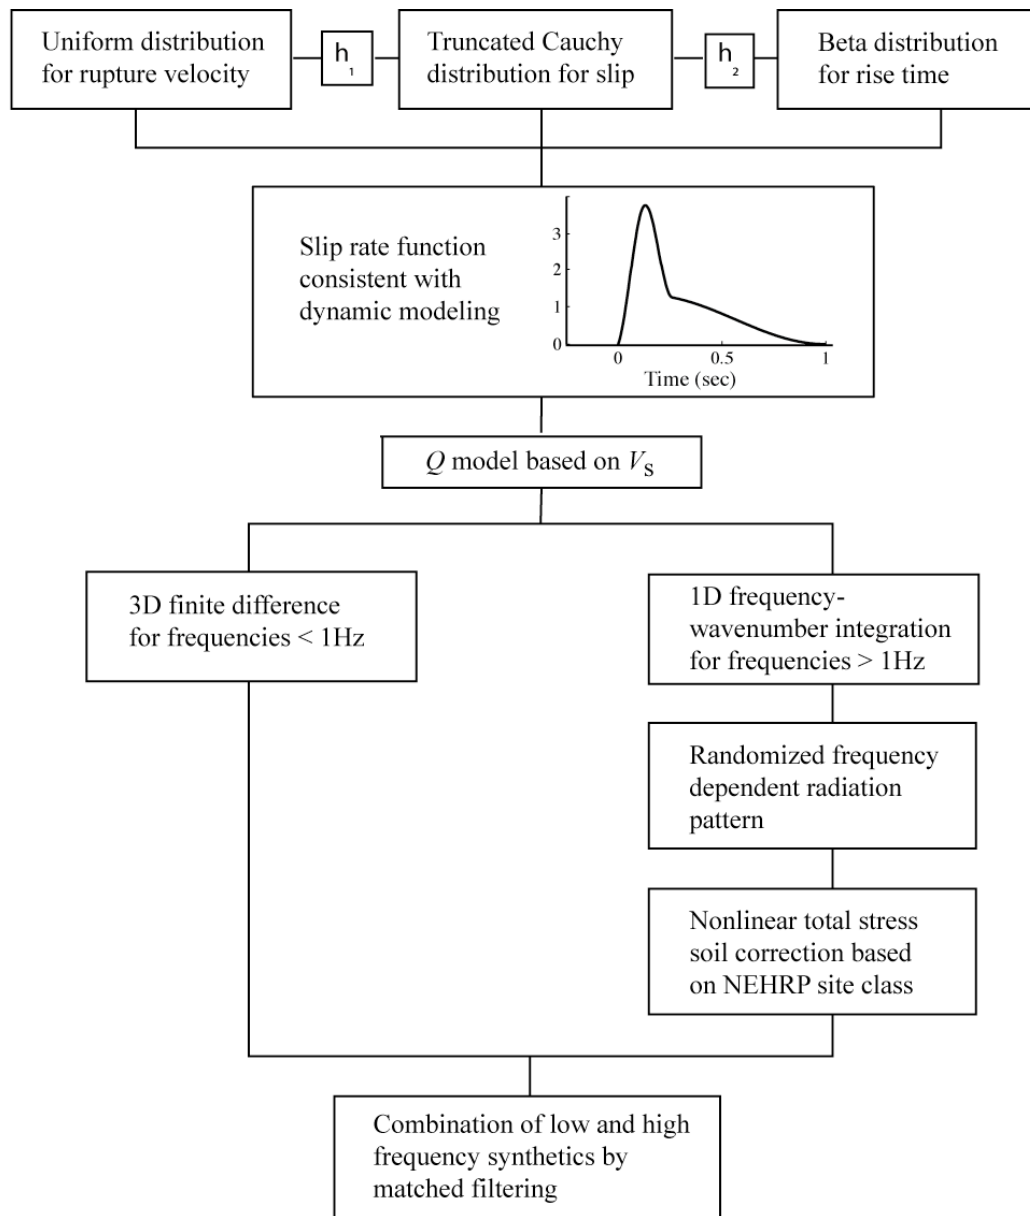 Uniform distribution
for rupture velocity
h1
Truncated Cauchy
distribution for slip
h2
Beta distribution
for rise time
Slip rate function
consistent with
dynamic modeling
3
2
1
0
0
0.5
1
Time (sec)
Q model based on VS
3D finite difference
for frequencies < 1Hz
1D frequency-
wavenumber integration
for frequencies > 1Hz
Randomized frequency
dependent radiation
pattern
Nonlinear total stress
soil correction based
on NEHRP site class
Combination of low and high
frequency synthetics by
matched filtering